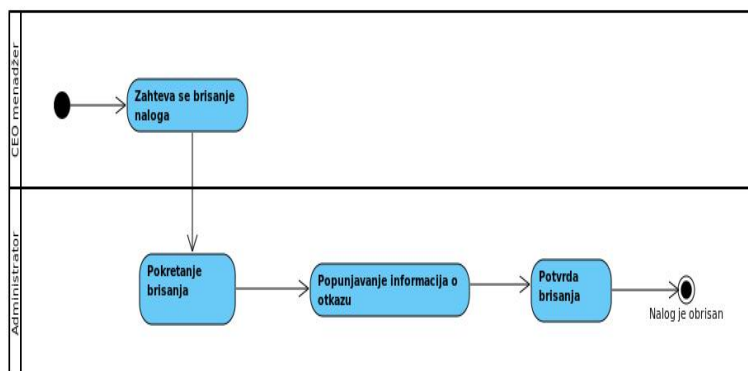 CEO menadžer
Zahteva se brisanje
naloga
Administrator
Pokretanje
brisanja
Popunjavanje informacija o
otkazu
Potvrda
brisanja
Nalog je obrisan